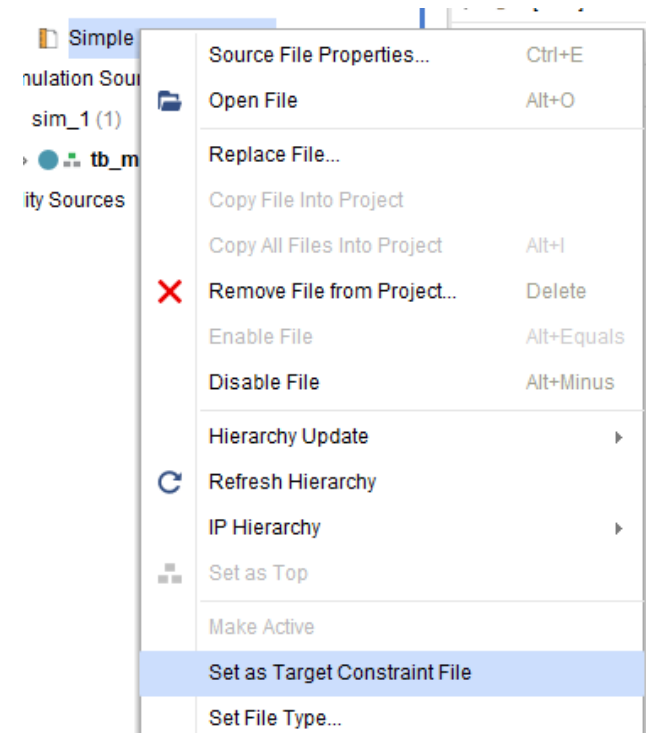 Simple
Source File Properties... Ctrl+E
mulation Sour
Open File Alt+O
sim_1 (1)
Replace File...
tb_m
Copy File Into Project
ity Sources
Copy All Files Into Project Alt+I
Remove File from Project... Delete
Enable File Alt+Equals
Disable File Alt+Minus
Hierarchy Update
Refresh Hierarchy
IP Hierarchy
Set as Top
Make Active
Set as Target Constraint File
Set File Type...